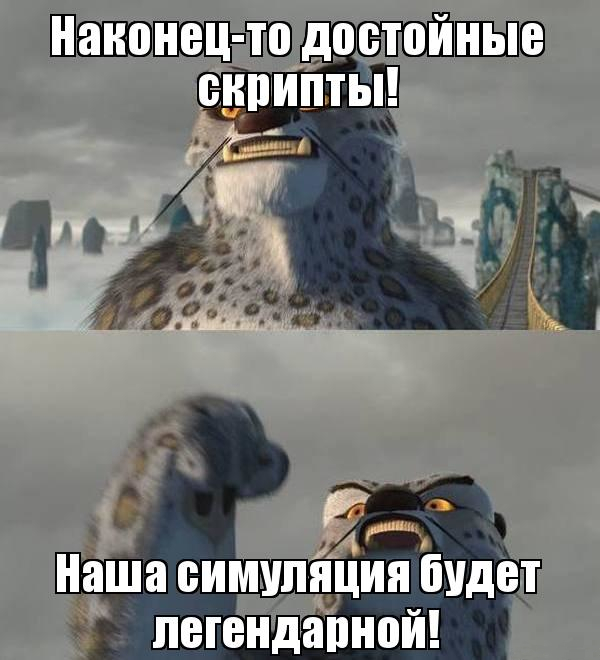 Наконец-то достойные
скрипты!
Наша симуляция будет
легендарной!